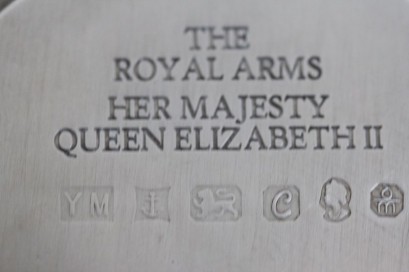 THE
ROYAL ARMS
HER MAJESTY
QUEEN ELIZABETH II
YM C